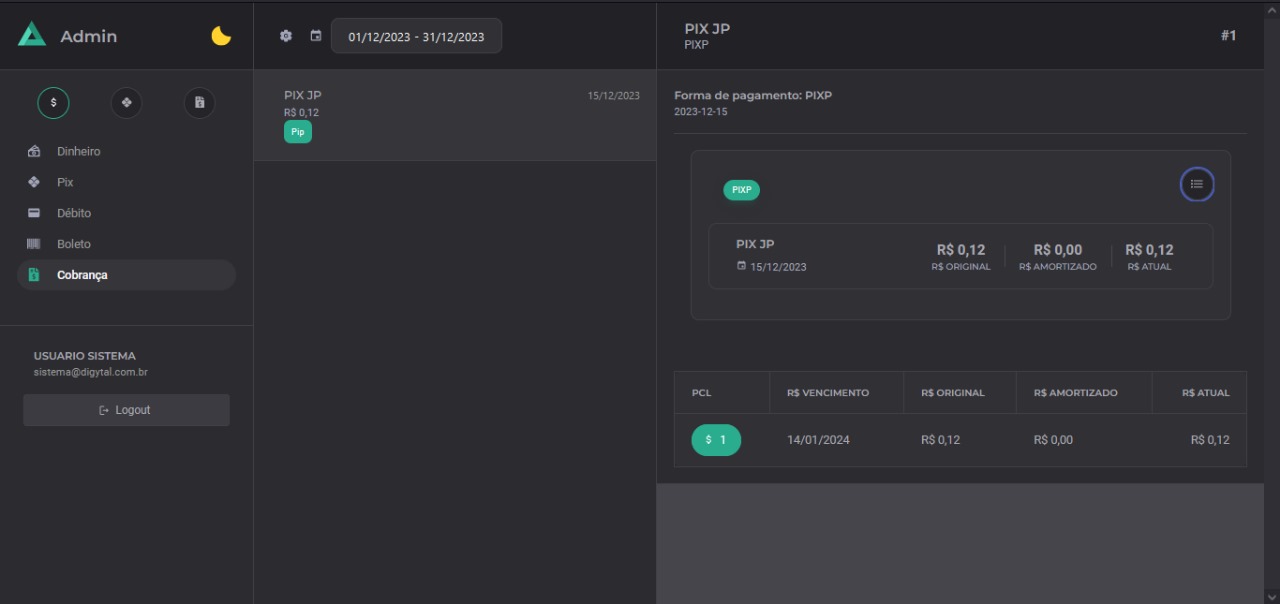 Admin
Dinheiro
Pix
Débito
Boleto
Cobrança
USUARIO SISTEMA
sistema@digytal.com.br
Logout
01/12/2023 - 31/12/2023
PIX JP
15/12/2023
R$ 0,12
Pip
PIX JP
PIXP
#1
Forma de pagamento: PIXP
2023-12-15
PIXP
PIX JP
15/12/2023
R$ 0,12 R$ 0,00 R$ 0,12
R$ ORIGINAL R$ AMORTIZADO R$ ATUAL
PCL R$ VENCIMENTO R$ ORIGINAL R$ AMORTIZADO R$ ATUAL
$ 1 14/01/2024 R$ 0,12 R$ 0,00 R$ 0,12